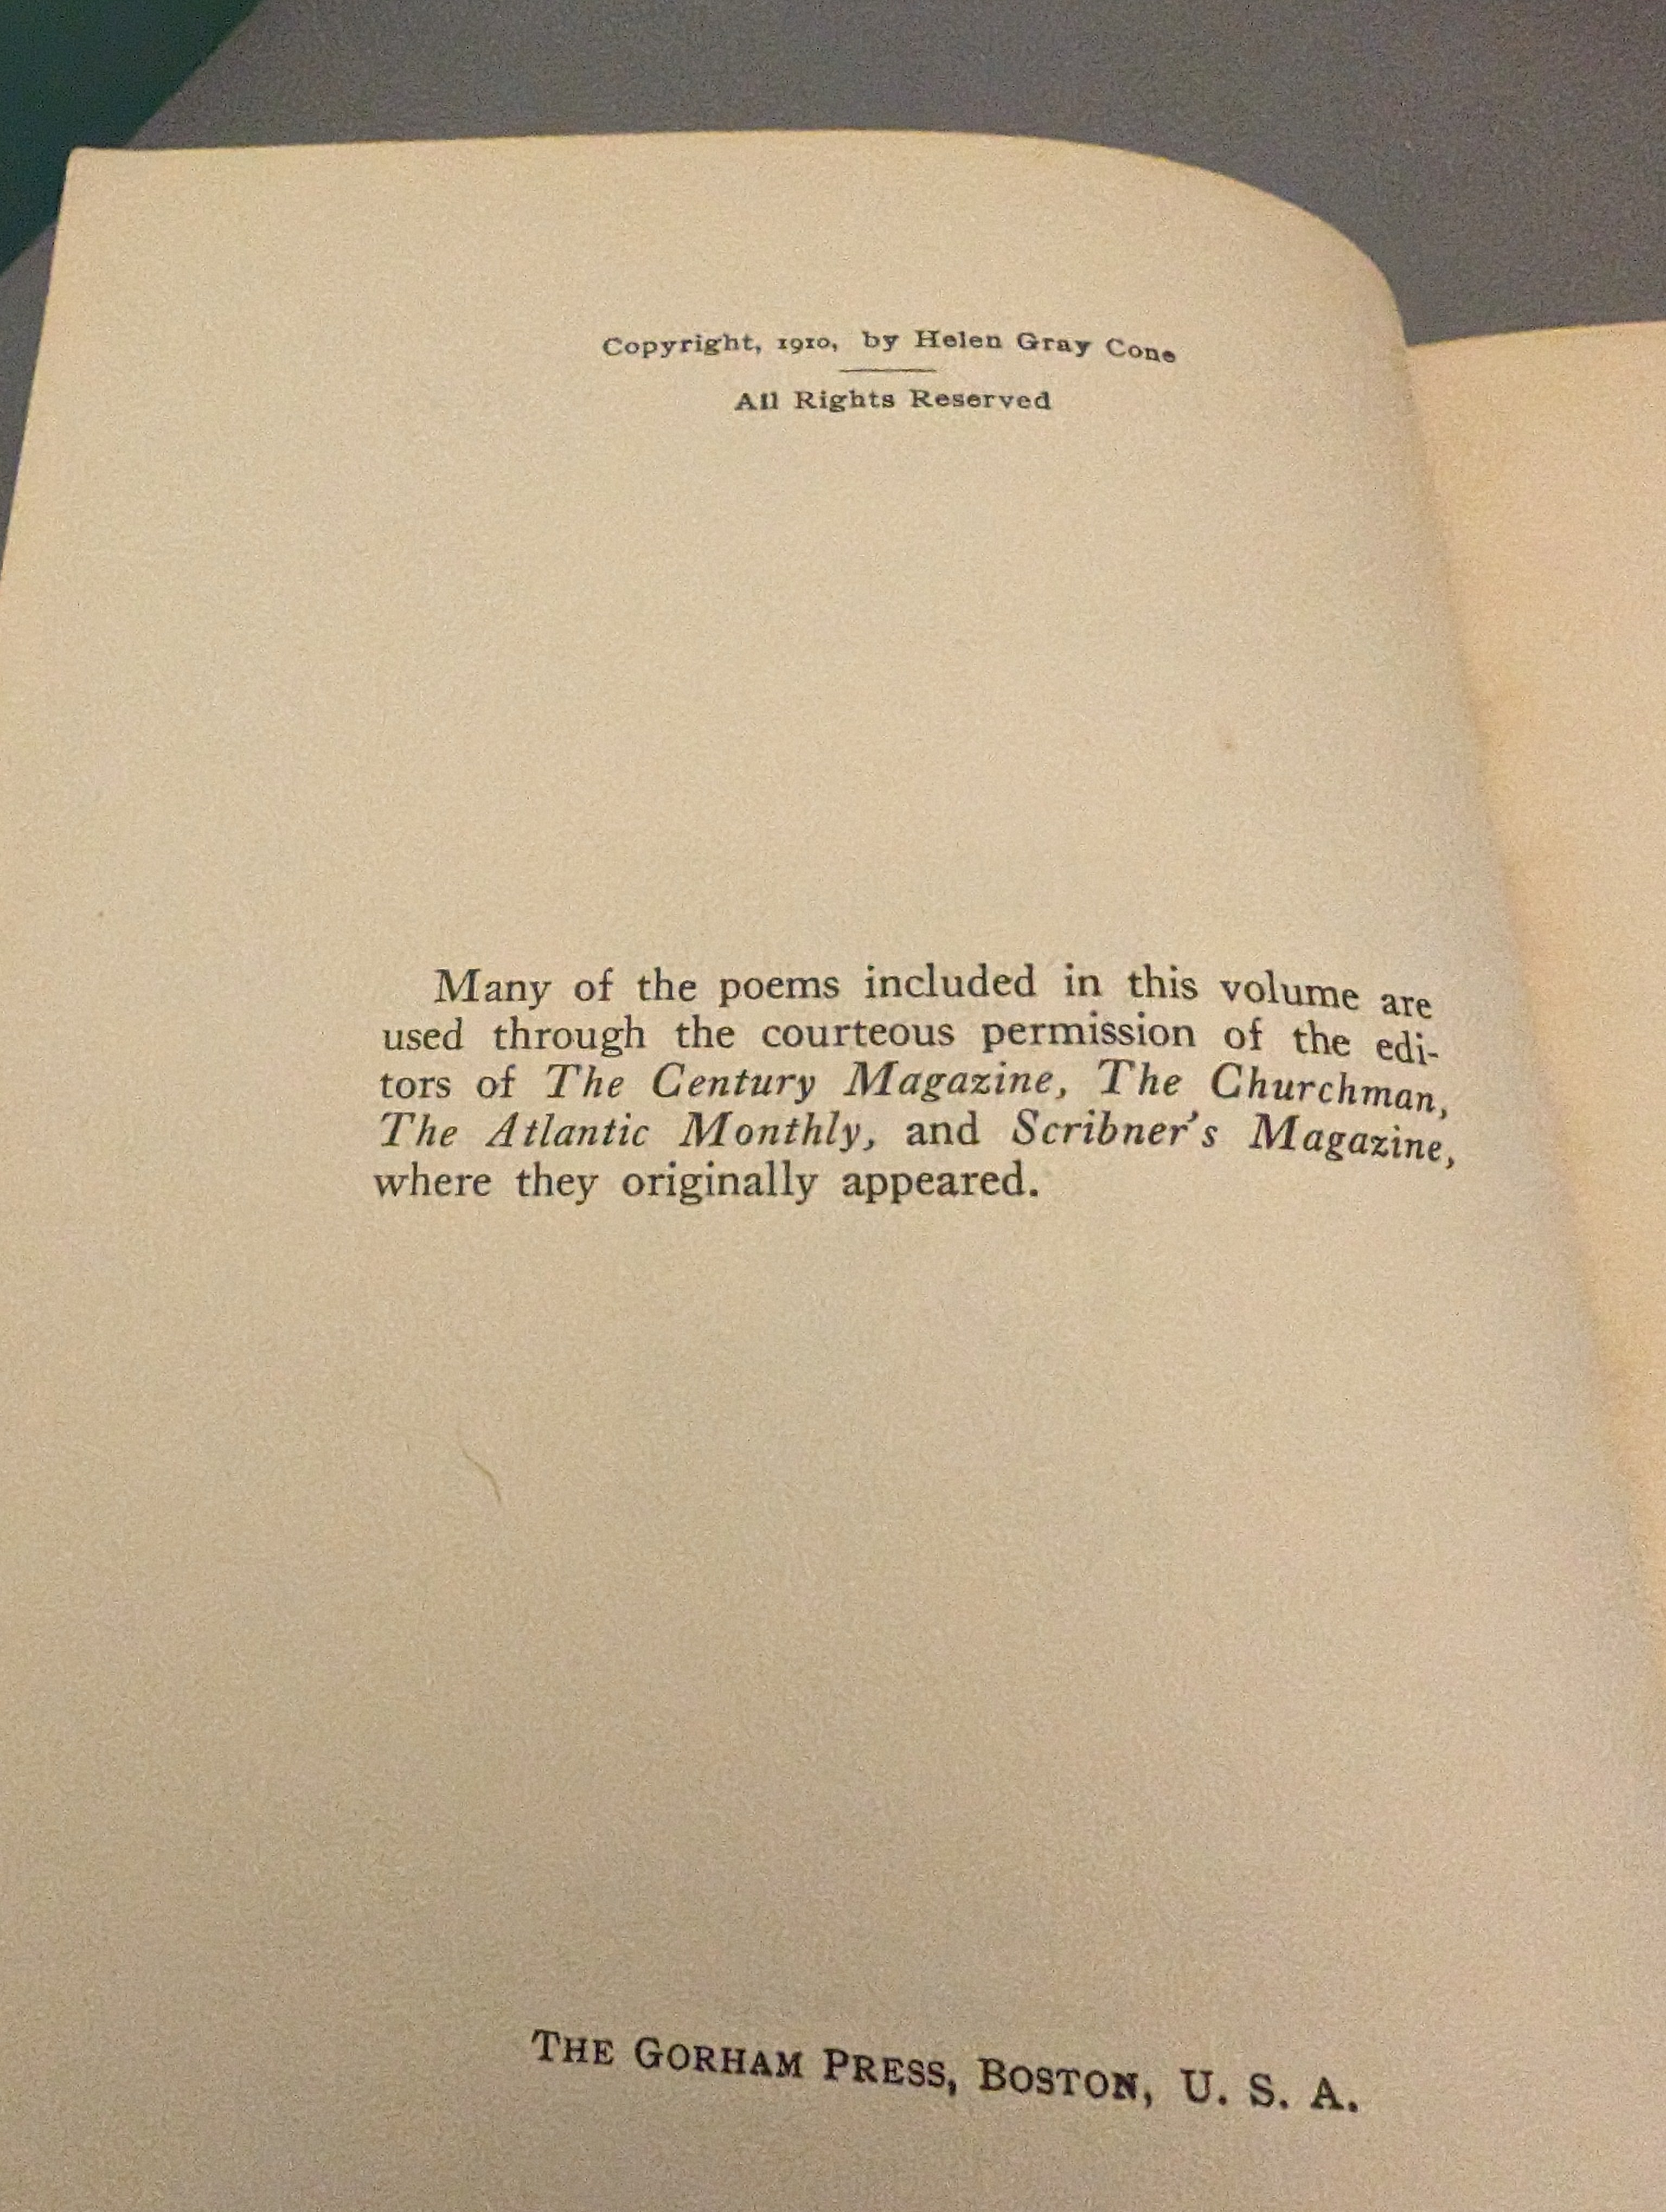 Copyright, 1910, by Helen Gray Cone
All Rights Reserved
Many of the poems included in this volume are
used through the courteous permission of the edi-
tors of The Century Magazine, The Churchman,
The Atlantic Monthly, and Scribner's Magazine,
where they originally appeared.
THE GORHAM PRESS, BOSTON, U. S. A.